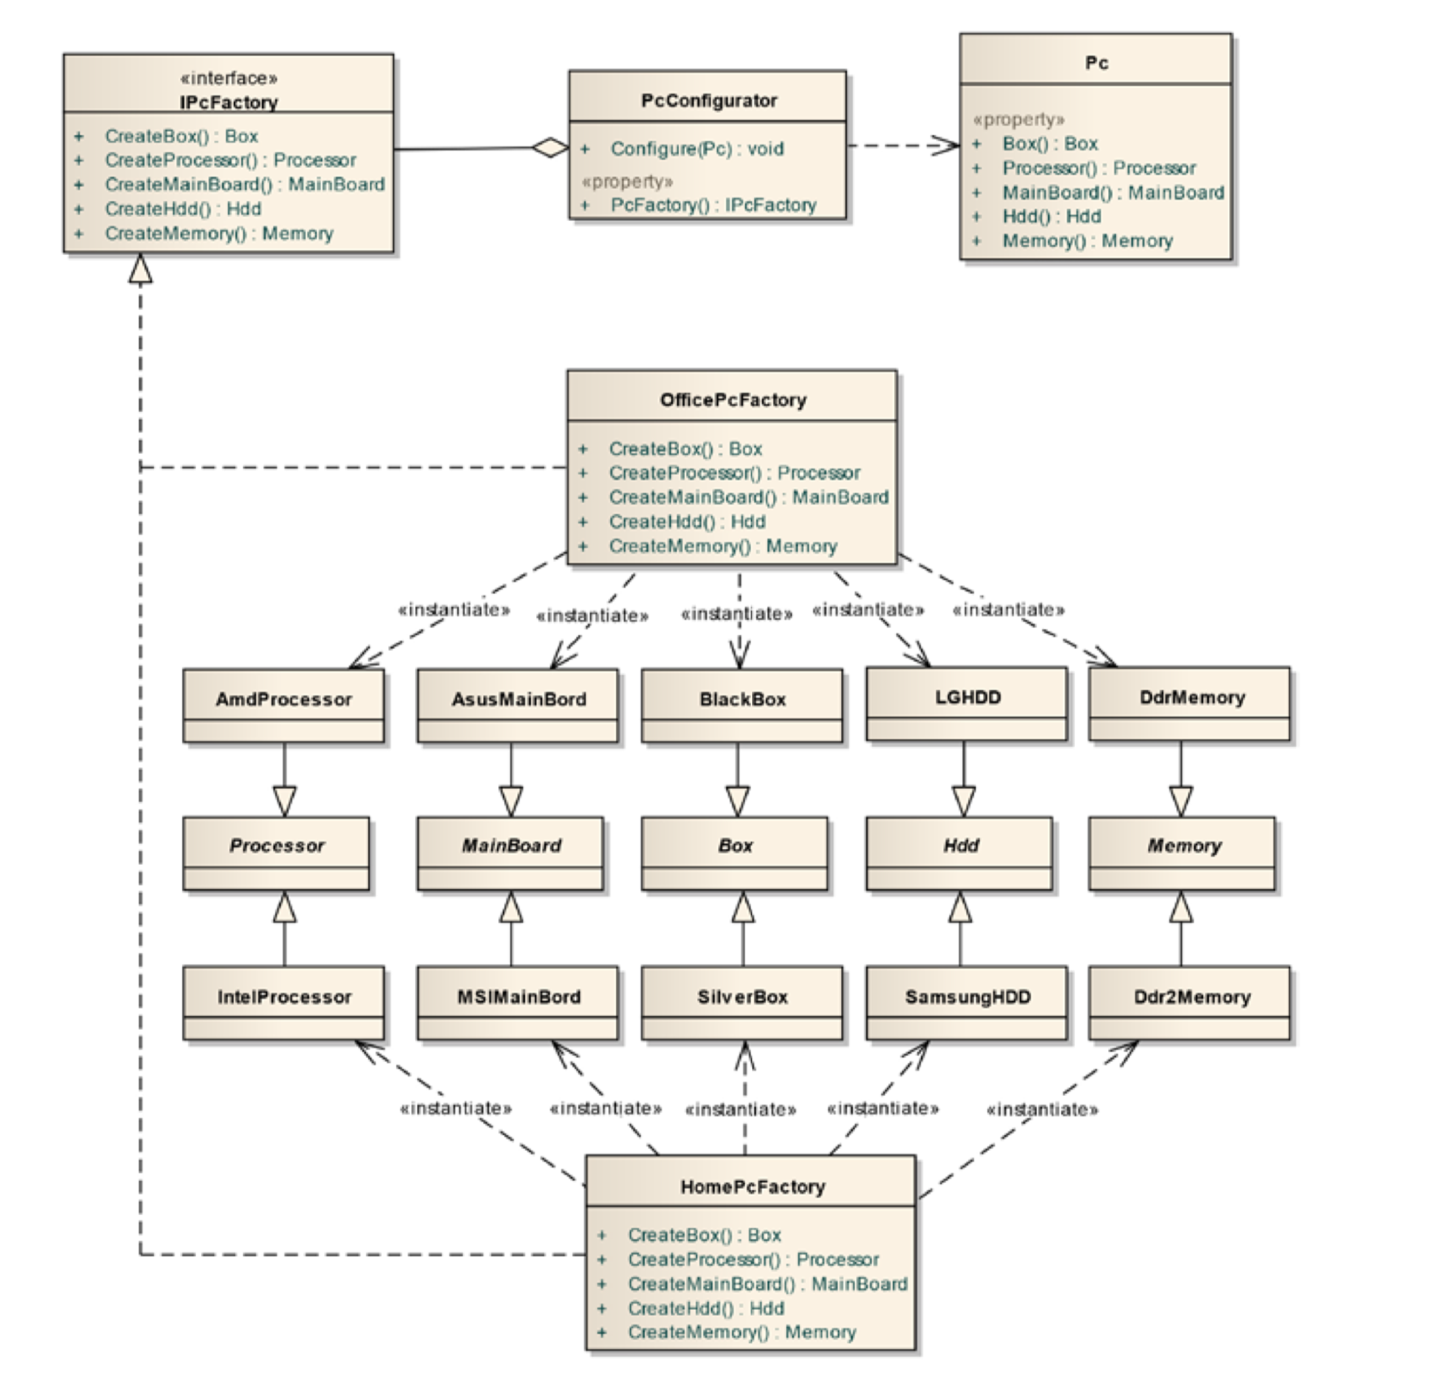 «interface»
IPcFactory
+ CreateBox() : Box
+ CreateProcessor() : Processor
+ CreateMainBoard() : MainBoard
+ CreateHdd() : Hdd
+ CreateMemory() : Memory
PcConfigurator
+ Configure(Pc) : void
«property»
+ PcFactory() : IPcFactory
Pc
«property»
+ Box() : Box
+ Processor() : Processor
+ MainBoard() : MainBoard
+ Hdd() : Hdd
+ Memory() : Memory
OfficePcFactory
+ CreateBox() : Box
+ CreateProcessor() : Processor
+ CreateMainBoard() : MainBoard
+ CreateHdd() : Hdd
+ CreateMemory() : Memory
«instantiate» «instantiate» «instantiate» «instantiate» «instantiate»
AmdProcessor AsusMainBord BlackBox LGHDD DdrMemory
Processor MainBoard Box Hdd Memory
IntelProcessor MSIMainBord SilverBox SamsungHDD Ddr2Memory
«instantiate» «instantiate» «instantiate» «instantiate» «instantiate»
HomePcFactory
+ CreateBox() : Box
+ CreateProcessor() : Processor
+ CreateMainBoard() : MainBoard
+ CreateHdd() : Hdd
+ CreateMemory() : Memory